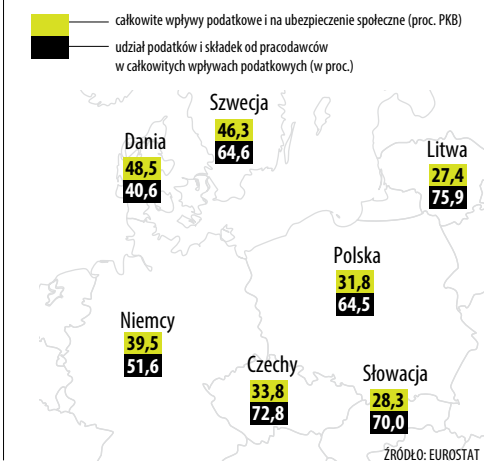 całkowite wpływy podatkowe i na ubezpieczenie społeczne (proc. PKB)
udział podatków i składek od pracodawców
w całkowitych wpływach podatkowych (w proc.)
Szwecja
46,3
64,6
Dania
48,5
40,6
Litwa
27,4
75,9
Polska
31,8
64,5
Niemcy
39,5
51,6
Czechy
33,8
72,8
Słowacja
28,3
70,0
ŹRÓDŁO: EUROSTAT